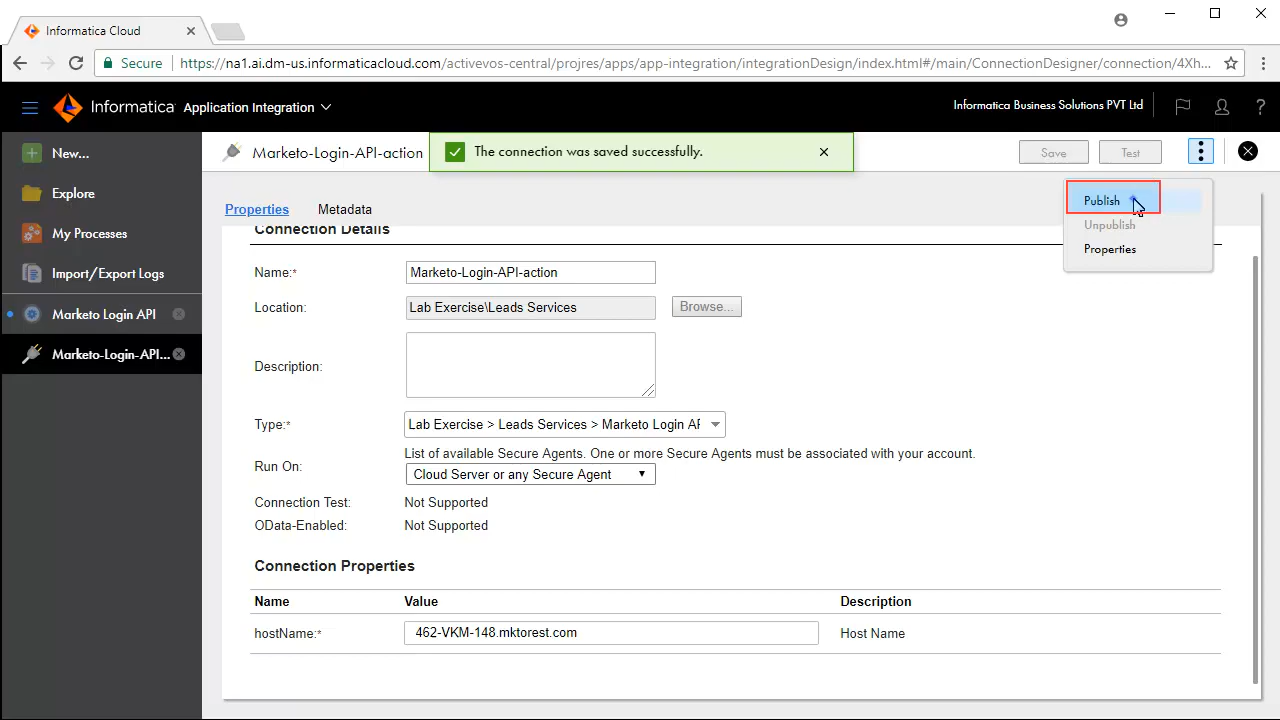 Informatica Cloud
Secure
https://na1.ai.dm-us.informaticacloud.com/activevos-central/projres/apps/app-integration/integrationDesign/index.html#/main/ConnectionDesigner/connection/4Xh...
Informatica
Application Integration
Informatica Business Solutions PVT Ltd
?
New...
Explore
My Processes
Import/Export Logs
Marketo Login API
Marketo-Login-API...
Marketo-Login-API-action
The connection was saved successfully.
Save
Test
Publish
Unpublish
Properties
Properties
Metadata
Connection Details
Name:*
Marketo-Login-API-action
Location:
Lab Exercise\Leads Services
Browse...
Description:
Type:*
Lab Exercise > Leads Services > Marketo Login AF
List of available Secure Agents. One or more Secure Agents must be associated with your account.
Run On:
Cloud Server or any Secure Agent
Connection Test:
Not Supported
OData-Enabled:
Not Supported
Connection Properties
Name
Value
Description
hostName:*
462-VKM-148.mktorest.com
Host Name